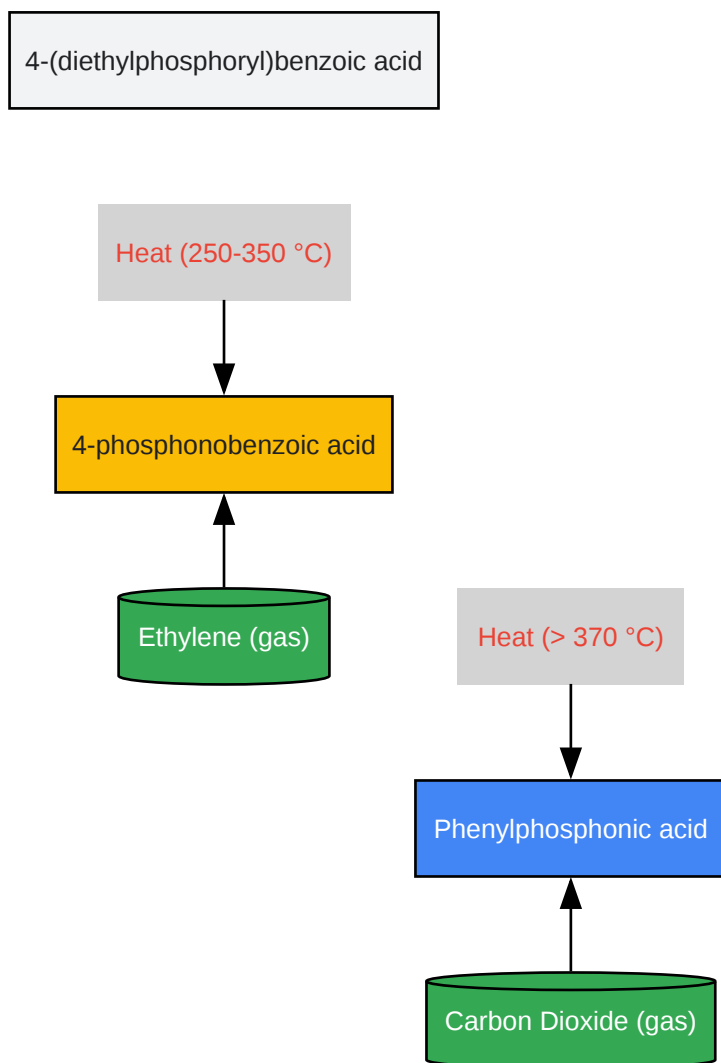 4-(diethylphosphoryl)benzoic acid
Heat (250-350 °C)
4-phosphonobenzoic acid
Ethylene (gas)
Heat (> 370 °C)
Phenylphosphonic acid
Carbon Dioxide (gas)